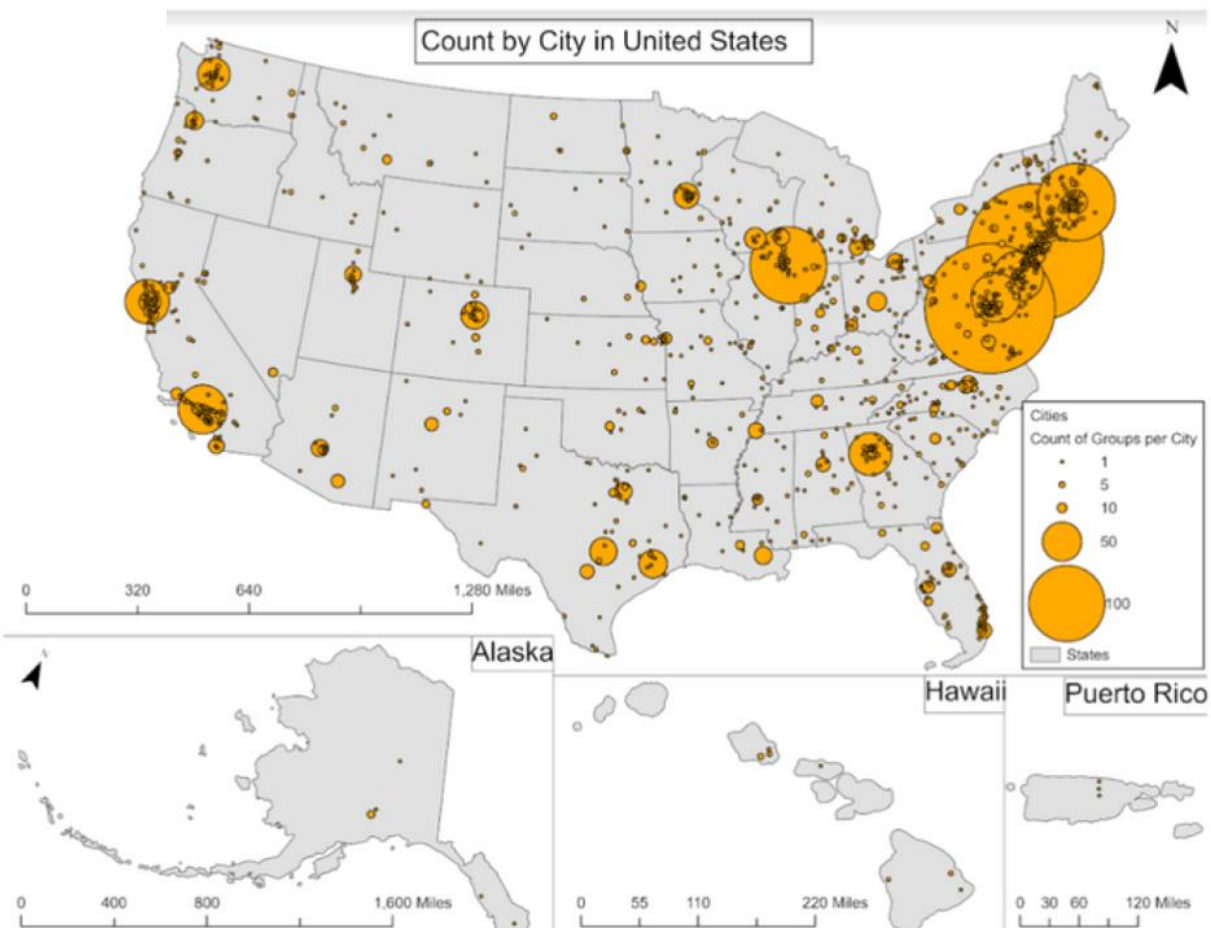 Count by City in United States
N
Cities
Count of Groups per City
1
5
10
50
100
States
0 320 640 1,280 Miles
Alaska
N
0 400 800 1,600 Miles
Hawaii
0 55 110 220 Miles
Puerto Rico
0 30 60 120 Miles